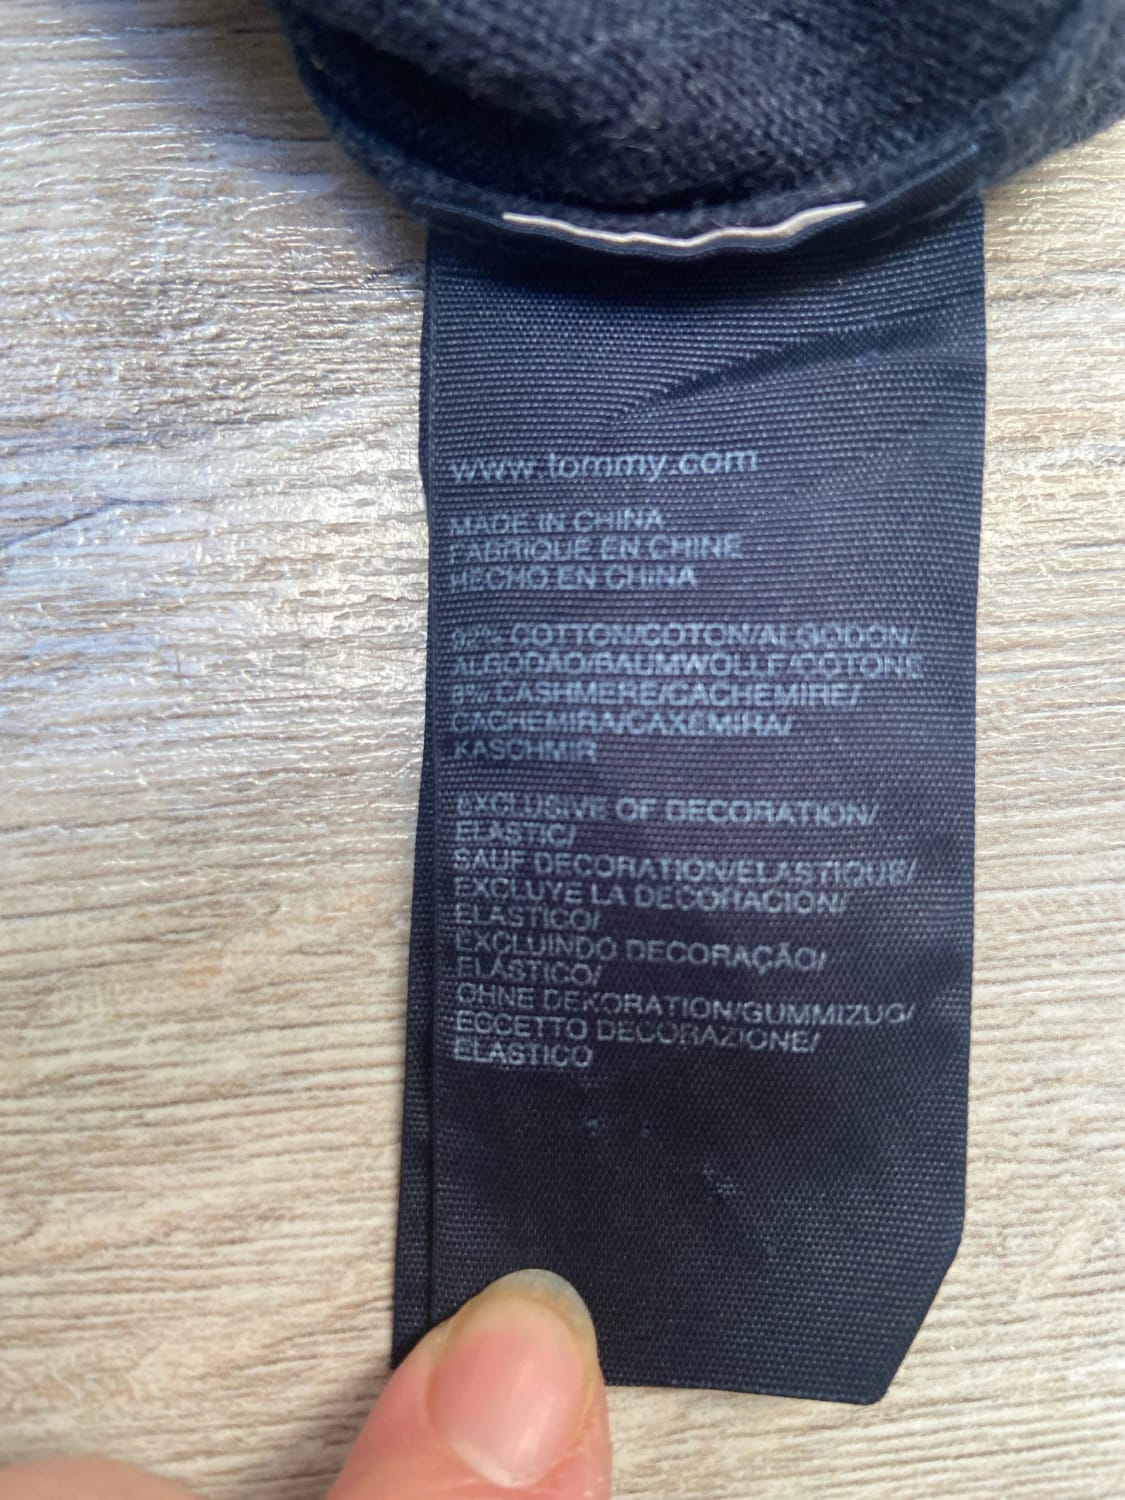 www.tommy.com
MADE IN CHINA
FABRIQUE EN CHINE
HECHO EN CHINA
92% COTTON/COTON/ALGODON/
ALGODAO/BAUMWOLLE/COTONE
8% CASHMERE/CACHEMIRE/
CACHEMIRA/CAXEMIRA/
KASCHMIR
EXCLUSIVE OF DECORATION/
ELASTIC/
SAUF DECORATION/ELASTIQUE/
EXCLUYE LA DECORACION/
ELASTICO/
EXCLUINDO DECORAÇÃO/
ELÁSTICO/
OHNE DEKORATION/GUMMIZUG/
ECCETTO DECORAZIONE/
ELASTICO